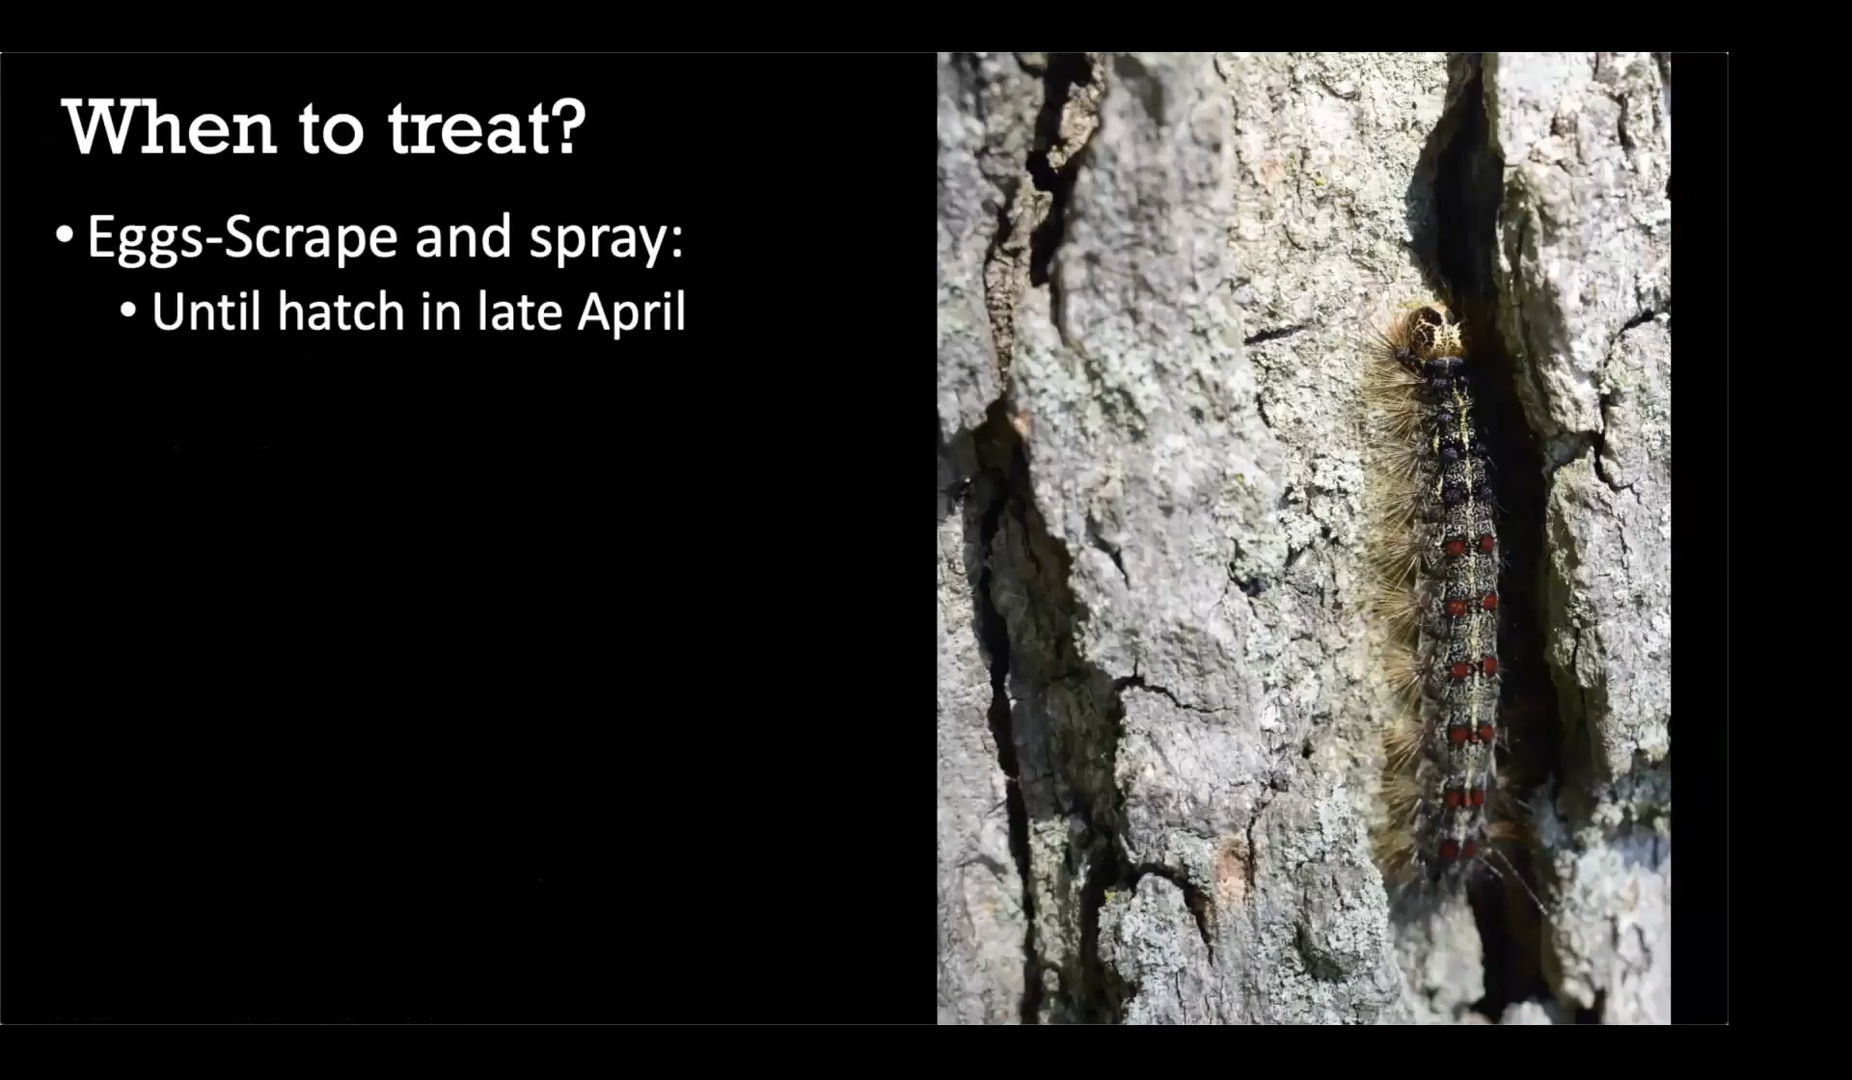 When to treat?
• Eggs-Scrape and spray:
• Until hatch in late April